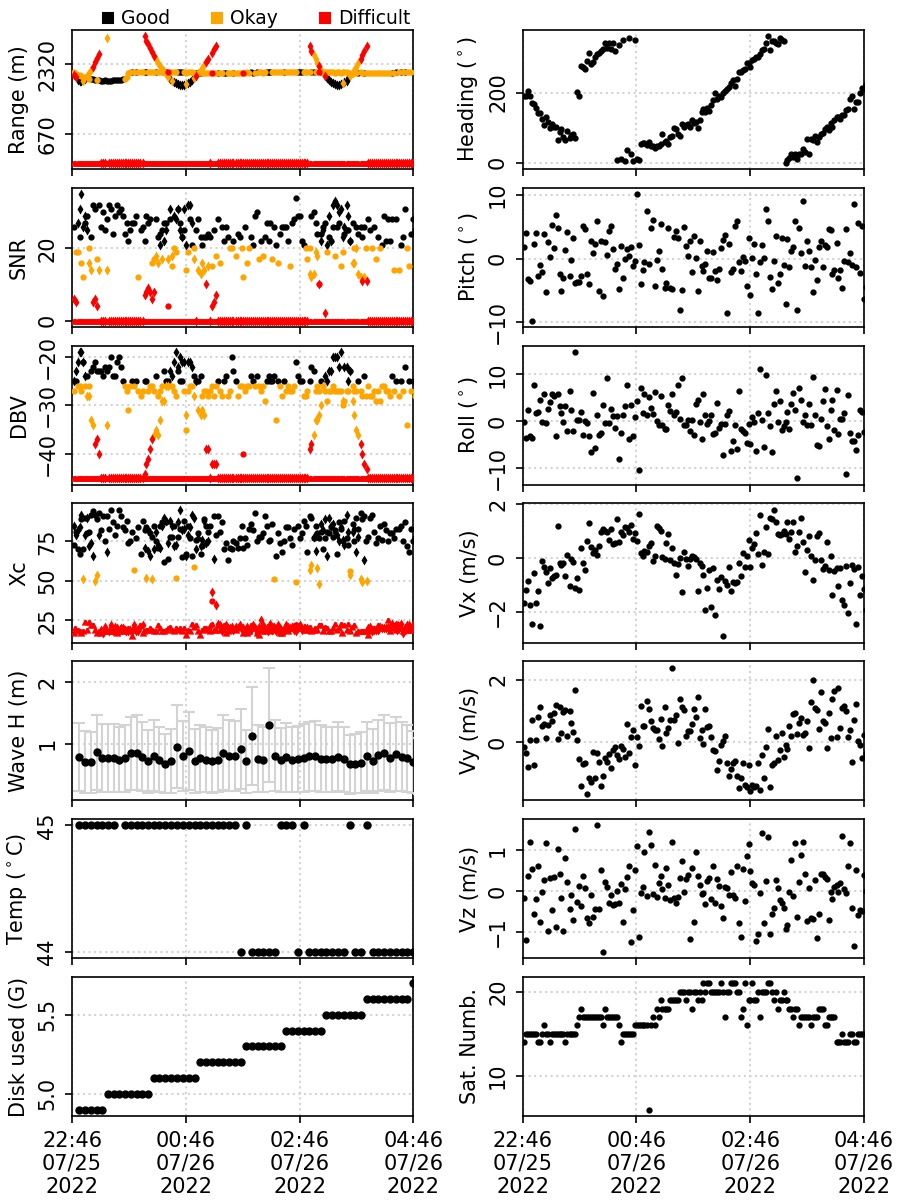 Good Okay Difficult
Range (m)
2330
670
Heading (°)
200
0
SNR
20
0
Pitch (°)
10
0
−10
DBV
−20
−30
−40
Roll (°)
10
0
−10
Xc
75
50
25
Vx (m/s)
2
0
−2
Wave H (m)
2
1
Vy (m/s)
2
0
Temp (°C)
45
44
Vz (m/s)
1
0
−1
Disk used (G)
5.5
5.0
Sat. Numb.
20
10
22:46 00:46 02:46 04:46
07/25 07/26 07/26 07/26
2022 2022 2022 2022
22:46 00:46 02:46 04:46
07/25 07/26 07/26 07/26
2022 2022 2022 2022